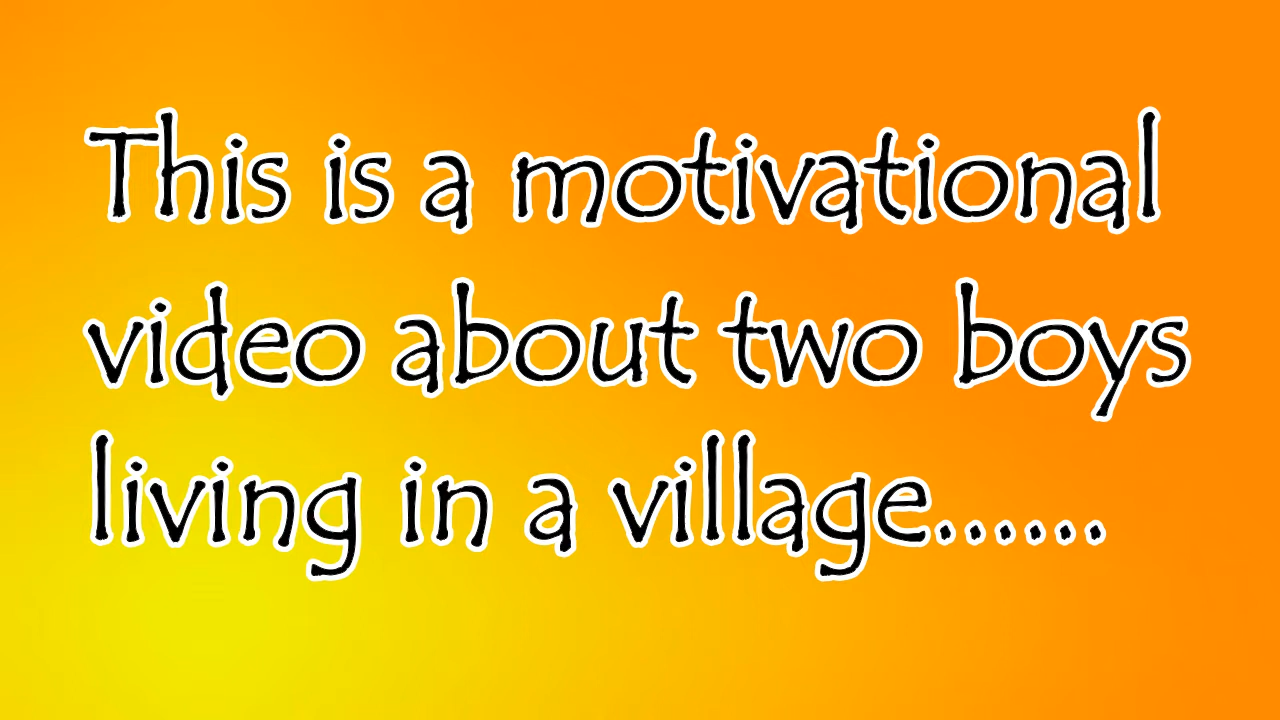 This is a motivational
video about two boys
living in a village......